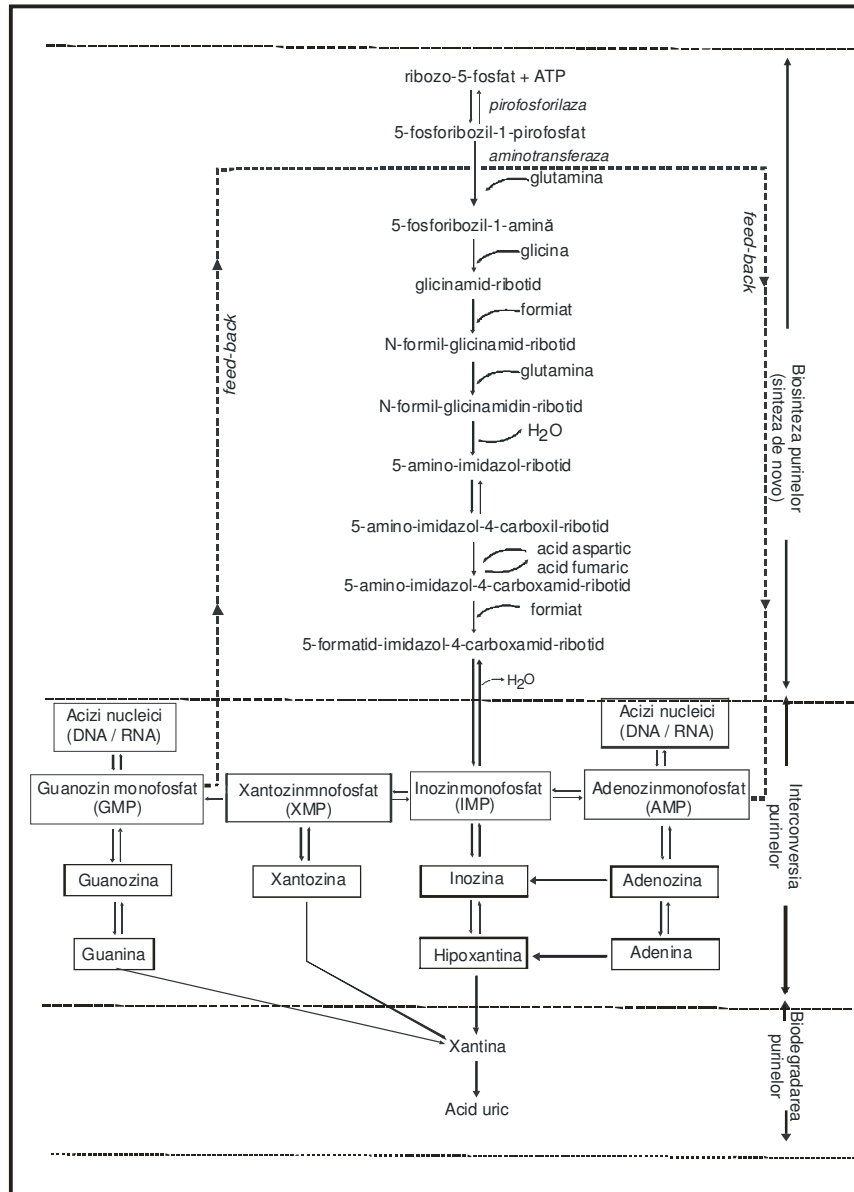 ribozo-5-fosfat + ATP
pirofosforilaza
5-fosforibozil-1-pirofosfat
aminotransferaza
glutamina
5-fosforibozil-1-amină
glicina
glicinamid-ribotid
formiat
N-formil-glicinamid-ribotid
glutamina
N-formil-glicinamidin-ribotid
H2O
5-amino-imidazol-ribotid
5-amino-imidazol-4-carboxil-ribotid
acid aspartic
acid fumaric
5-amino-imidazol-4-carboxamid-ribotid
formiat
5-formatid-imidazol-4-carboxamid-ribotid
H2O
feed-back
feed-back
Biosinteza purinelor
(sinteza de novo)
Acizi nucleici
(DNA / RNA)
Acizi nucleici
(DNA / RNA)
Guanozin monofosfat
(GMP)
Xantozinmnofosfat
(XMP)
Inozinmonofosfat
(IMP)
Adenozinmonofosfat
(AMP)
Guanozina
Xantozina
Inozina
Adenozina
Guanina
Hipoxantina
Adenina
Interconversia
purinelor
Xantina
Acid uric
Biodegradarea
purinelor